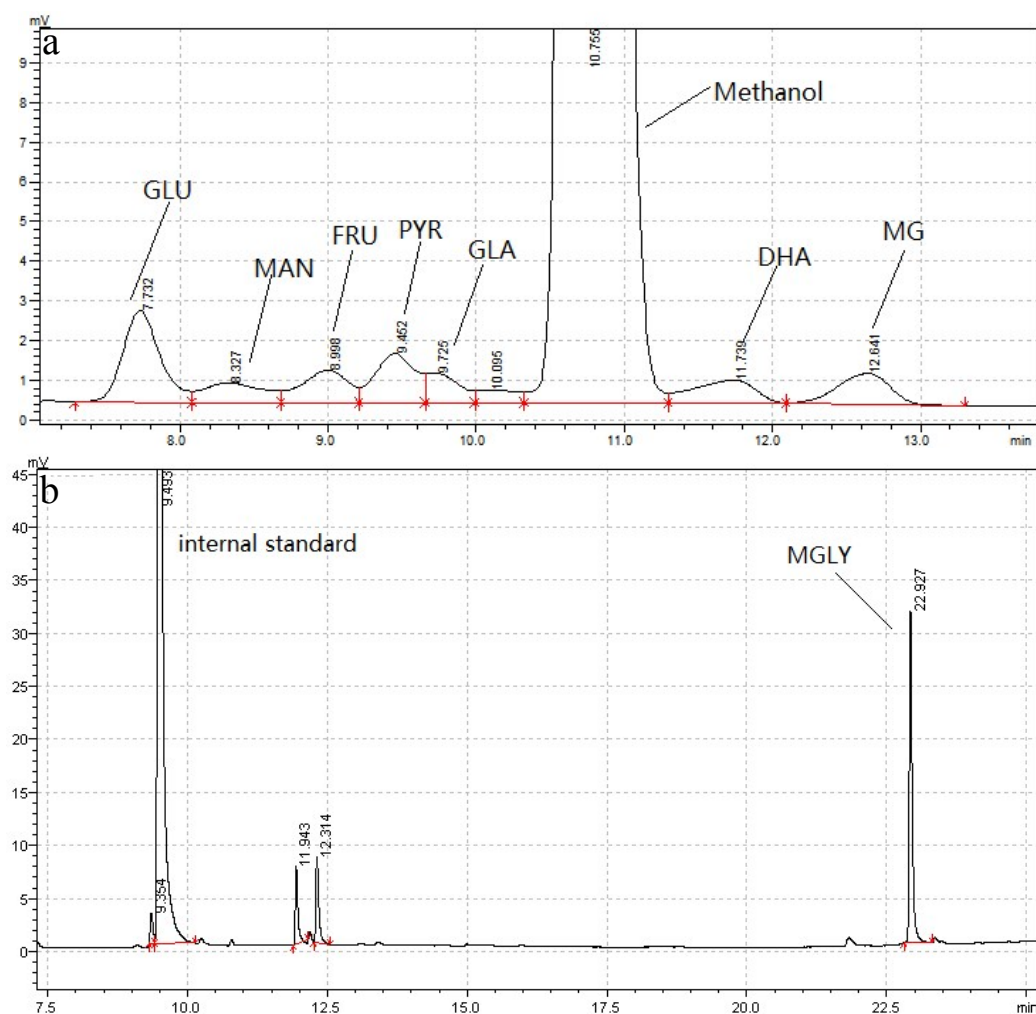 mV
a
9
8
7
6
5
4
3
2
1
0
GLU
7.732
MAN
8.327
FRU
8.998
PYR
9.452
GLA
9.725
10.095
10.755
Methanol
DHA
11.739
MG
12.641
8.0 9.0 10.0 11.0 12.0 13.0 min
mV
b
45
40
35
30
25
20
15
10
5
0
9.354
9.493
internal standard
11.943
12.314
MGLY
22.927
7.5 10.0 12.5 15.0 17.5 20.0 22.5 min